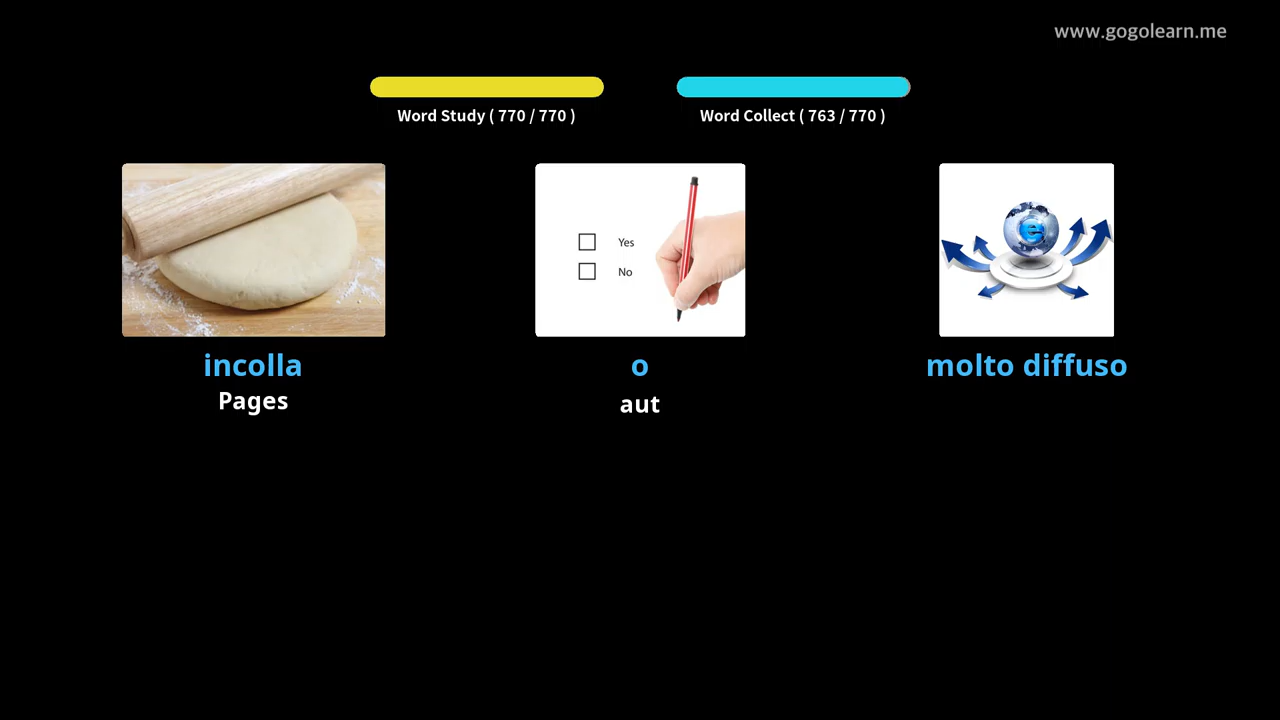 www.gogolearn.me
Word Study ( 770 / 770 )
Word Collect ( 763 / 770 )
Yes
No
e
incolla
o
molto diffuso
Pages
aut